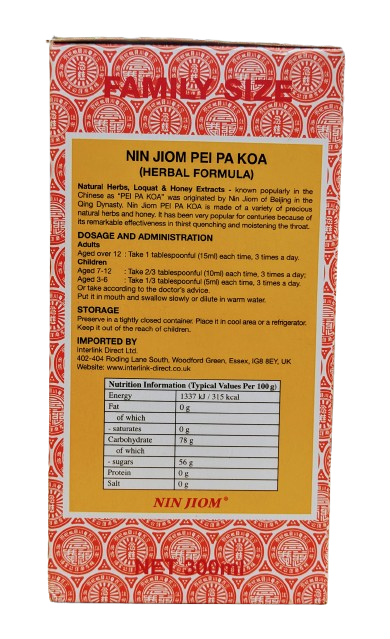 FAMILY SIZE
NIN JIOM PEI PA KOA
(HERBAL FORMULA)
Natural Herbs, Loquat & Honey Extracts - known popularly in the
Chinese as "PEI PA KOA" was originated by Nin Jiom of Beijing in the
Qing Dynasty. Nin Jiom PEI PA KOA is made of a variety of precious
natural herbs and honey. It has been very popular for centuries because of
its remarkable effectiveness in thirst quenching and moistening the throat.
DOSAGE AND ADMINISTRATION
Adults
Aged over 12 : Take 1 tablespoonful (15ml) each time, 3 times a day.
Children
Aged 7-12 : Take 2/3 tablespoonful (10ml) each time, 3 times a day;
Aged 3-6 : Take 1/3 tablespoonful (5ml) each time, 3 times a day.
Or take according to the doctor's advice.
Put it in mouth and swallow slowly or dilute in warm water.
STORAGE
Preserve in a tightly closed container. Place it in cool area or a refrigerator.
Keep it out of the reach of children.
IMPORTED BY
Interlink Direct Ltd.
402-404 Roding Lane South, Woodford Green, Essex, IG8 8EY, UK
Website: www.interlink-direct.co.uk
Nutrition Information (Typical Values Per 100 g)
Energy 1337 kJ / 315 kcal
Fat 0 g
of which
- saturates 0 g
Carbohydrate 78 g
of which
- sugars 56 g
Protein 0 g
Salt 0 g
NIN JIOM®
NET 300ml